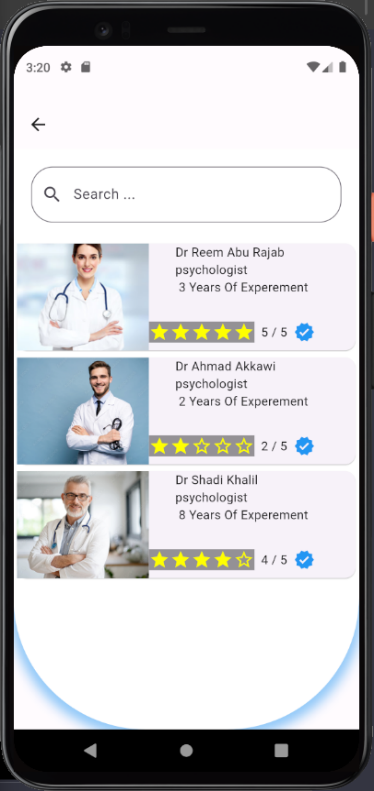 3:20
Search ...
Dr Reem Abu Rajab
psychologist
3 Years Of Experement
5 / 5
Dr Ahmad Akkawi
psychologist
2 Years Of Experement
2 / 5
Dr Shadi Khalil
psychologist
8 Years Of Experement
4 / 5